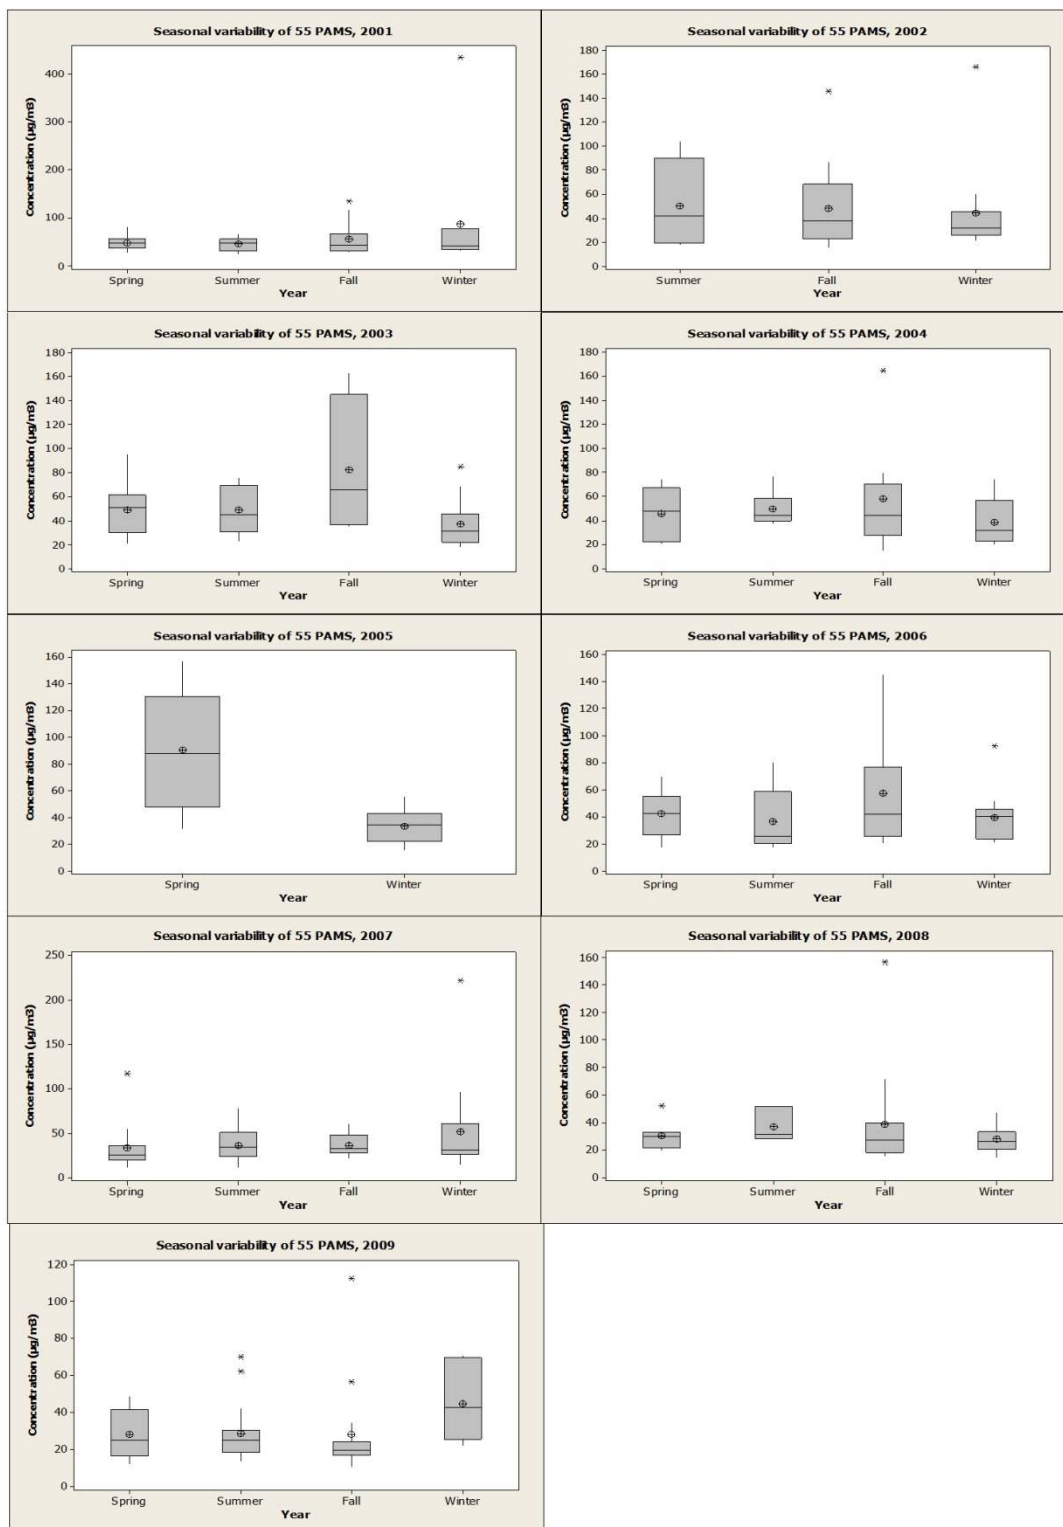 Seasonal variability of 55 PAMS, 2001
Concentration (µg/m3)
400
300
200
100
0
Spring Summer Fall Winter
Year
Seasonal variability of 55 PAMS, 2002
Concentration (µg/m3)
180
160
140
120
100
80
60
40
20
0
Summer Fall Winter
Year
Seasonal variability of 55 PAMS, 2003
Concentration (µg/m3)
180
160
140
120
100
80
60
40
20
0
Spring Summer Fall Winter
Year
Seasonal variability of 55 PAMS, 2004
Concentration (µg/m3)
180
160
140
120
100
80
60
40
20
0
Spring Summer Fall Winter
Year
Seasonal variability of 55 PAMS, 2005
Concentration (µg/m3)
160
140
120
100
80
60
40
20
0
Spring Winter
Year
Seasonal variability of 55 PAMS, 2006
Concentration (µg/m3)
160
140
120
100
80
60
40
20
0
Spring Summer Fall Winter
Year
Seasonal variability of 55 PAMS, 2007
Concentration (µg/m3)
250
200
150
100
50
0
Spring Summer Fall Winter
Year
Seasonal variability of 55 PAMS, 2008
Concentration (µg/m3)
160
140
120
100
80
60
40
20
0
Spring Summer Fall Winter
Year
Seasonal variability of 55 PAMS, 2009
Concentration (µg/m3)
120
100
80
60
40
20
0
Spring Summer Fall Winter
Year